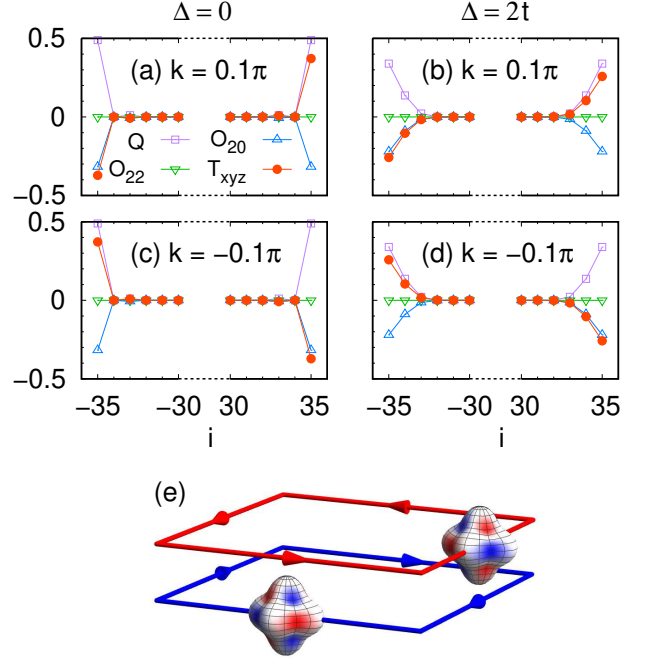 Δ = 0
Δ = 2t
0.5
0
−0.5
(a) k = 0.1π
Q
O₂₀
O₂₂
T_xyz
(b) k = 0.1π
0.5
0
−0.5
(c) k = −0.1π
(d) k = −0.1π
−35
−30
30
35
−35
−30
30
35
i
i
(e)